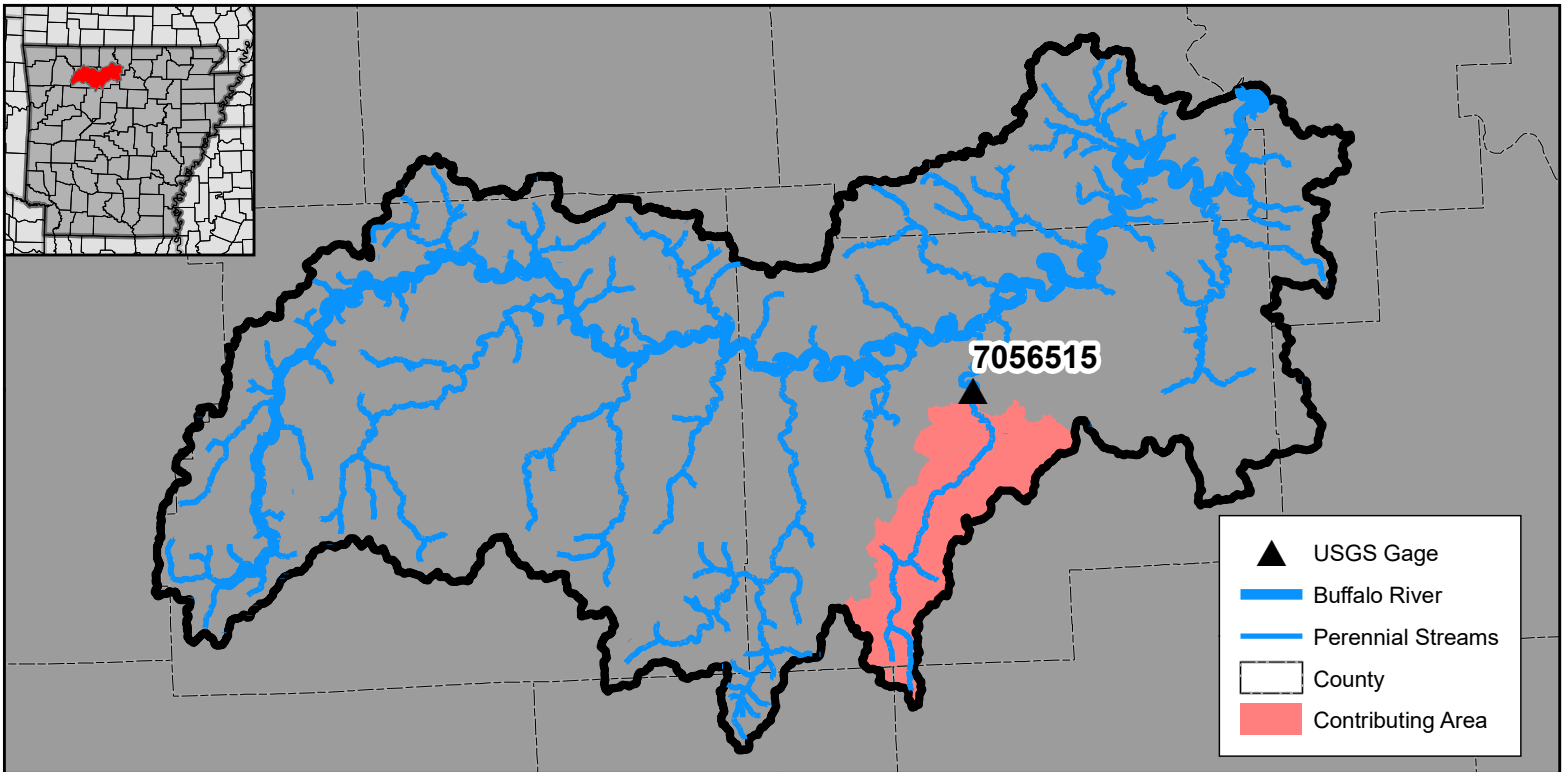 7056515
USGS Gage
Buffalo River
Perennial Streams
County
Contributing Area